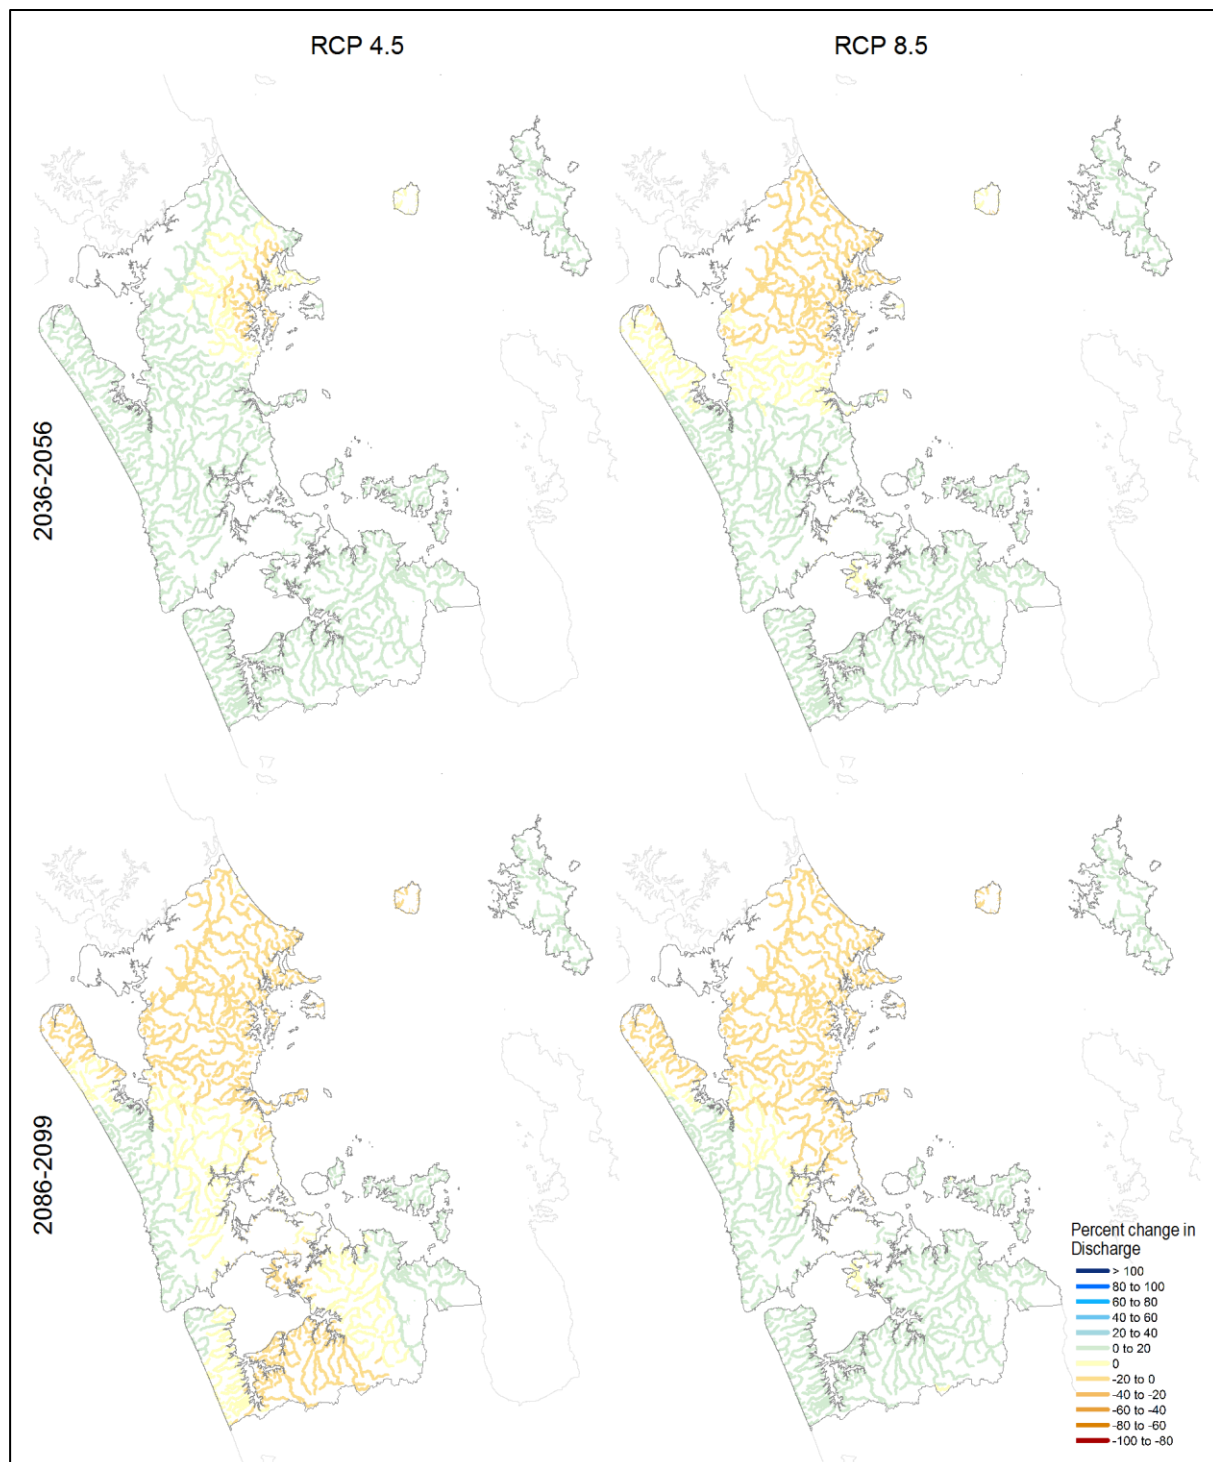 RCP 4.5
RCP 8.5
2036-2056
2086-2099
Percent change in
Discharge
> 100
80 to 100
60 to 80
40 to 60
20 to 40
0 to 20
0
-20 to 0
-40 to -20
-60 to -40
-80 to -60
-100 to -80